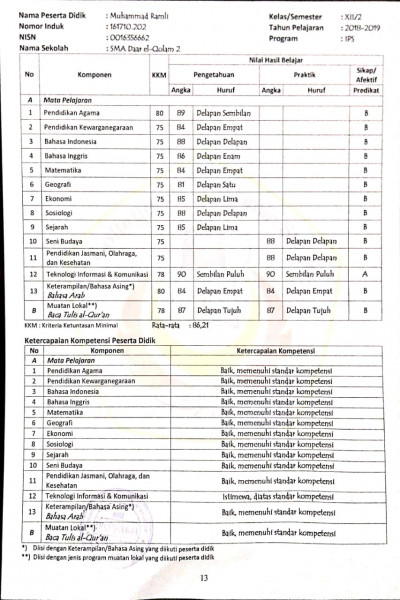 Nama Peserta Didik : Muhammad Ramli Kelas/Semester : XII/2
Nomor Induk : 161710.202 Tahun Pelajaran : 2018-2019
NISN : 0016356662 Program : IPS
Nama Sekolah : SMA Daar el-Qolam 2
No Komponen KKM Nilai Hasil Belajar
Pengetahuan Praktik Sikap/Afektif
Angka Huruf Angka Huruf Predikat
A Mata Pelajaran
1 Pendidikan Agama 80 89 Delapan Sembilan B
2 Pendidikan Kewarganegaraan 75 84 Delapan Empat B
3 Bahasa Indonesia 75 88 Delapan Delapan B
4 Bahasa Inggris 75 86 Delapan Enam B
5 Matematika 75 84 Delapan Empat B
6 Geografi 75 81 Delapan Satu B
7 Ekonomi 75 85 Delapan Lima B
8 Sosiologi 75 88 Delapan Delapan B
9 Sejarah 75 85 Delapan Lima B
10 Seni Budaya 75 88 Delapan Delapan B
11 Pendidikan Jasmani, Olahraga, dan Kesehatan 75 88 Delapan Delapan B
12 Teknologi Informasi & Komunikasi 78 90 Sembilan Puluh 90 Sembilan Puluh A
13 Keterampilan/Bahasa Asing*)
Bahasa Arab 80 84 Delapan Empat 84 Delapan Empat B
B Muatan Lokal**)
Baca Tulis al-Qur'an 78 87 Delapan Tujuh 87 Delapan Tujuh B
KKM : Kriteria Ketuntasan Minimal Rata-rata : 86,21
Ketercapaian Kompetensi Peserta Didik
No Komponen Ketercapaian Kompetensi
A Mata Pelajaran
1 Pendidikan Agama Baik, memenuhi standar kompetensi
2 Pendidikan Kewarganegaraan Baik, memenuhi standar kompetensi
3 Bahasa Indonesia Baik, memenuhi standar kompetensi
4 Bahasa Inggris Baik, memenuhi standar kompetensi
5 Matematika Baik, memenuhi standar kompetensi
6 Geografi Baik, memenuhi standar kompetensi
7 Ekonomi Baik, memenuhi standar kompetensi
8 Sosiologi Baik, memenuhi standar kompetensi
9 Sejarah Baik, memenuhi standar kompetensi
10 Seni Budaya Baik, memenuhi standar kompetensi
11 Pendidikan Jasmani, Olahraga, dan Kesehatan Baik, memenuhi standar kompetensi
12 Teknologi Informasi & Komunikasi Istimewa, diatas standar kompetensi
13 Keterampilan/Bahasa Asing*)
Bahasa Arab Baik, memenuhi standar kompetensi
B Muatan Lokal**)
Baca Tulis al-Qur'an Baik, memenuhi standar kompetensi
*) Diisi dengan Keterampilan/Bahasa Asing yang diikuti peserta didik
**) Diisi dengan jenis program muatan lokal yang diikuti peserta didik
13